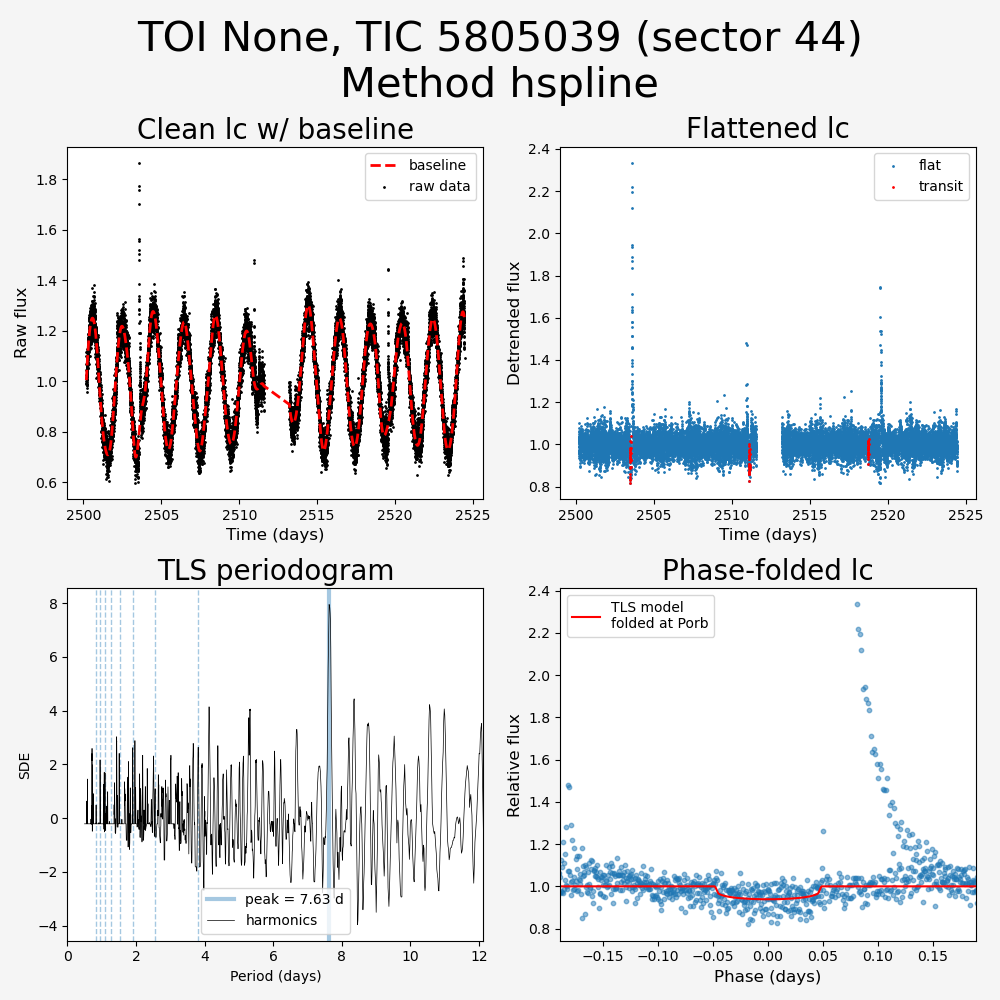 TOI None, TIC 5805039 (sector 44)
Method hspline
Clean lc w/ baseline
Raw flux
1.8
1.6
1.4
1.2
1.0
0.8
0.6
baseline
raw data
2500
2505
2510
2515
2520
2525
Time (days)
Flattened lc
Detrended flux
2.4
2.2
2.0
1.8
1.6
1.4
1.2
1.0
0.8
flat
transit
2500
2505
2510
2515
2520
2525
Time (days)
TLS periodogram
SDE
8
6
4
2
0
−2
−4
peak = 7.63 d
harmonics
0
2
4
6
8
10
12
Period (days)
Phase-folded lc
Relative flux
2.4
2.2
2.0
1.8
1.6
1.4
1.2
1.0
0.8
TLS model
folded at Porb
−0.15
−0.10
−0.05
0.00
0.05
0.10
0.15
Phase (days)